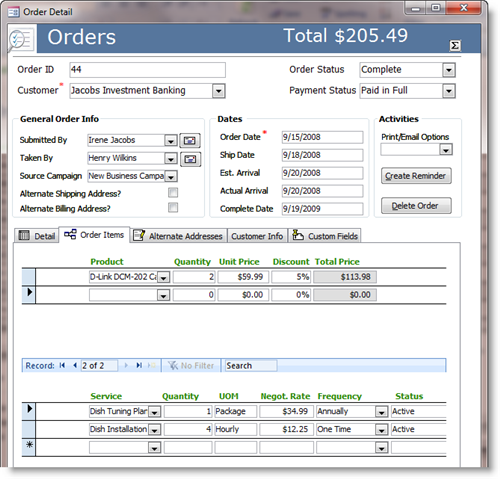 Order Detail
Orders
Total $205.49
Σ
Order ID 44 Order Status Complete
Customer * Jacobs Investment Banking Payment Status Paid in Full
General Order Info Dates Activities
Submitted By Irene Jacobs Order Date * 9/15/2008 Print/Email Options
Taken By Henry Wilkins Ship Date 9/18/2008
Source Campaign New Business Campa Est. Arrival 9/20/2008 Create Reminder
Alternate Shipping Address? Actual Arrival 9/20/2008
Alternate Billing Address? Complete Date 9/19/2009 Delete Order
Detail Order Items Alternate Addresses Customer Info Custom Fields
Product Quantity Unit Price Discount Total Price
D-Link DCM-202 Ca 2 $59.99 5% $113.98
0 $0.00 0% $0.00
Record: 2 of 2 No Filter Search
Service Quantity UOM Negot. Rate Frequency Status
Dish Tuning Plan 1 Package $34.99 Annually Active
Dish Installation 4 Hourly $12.25 One Time Active